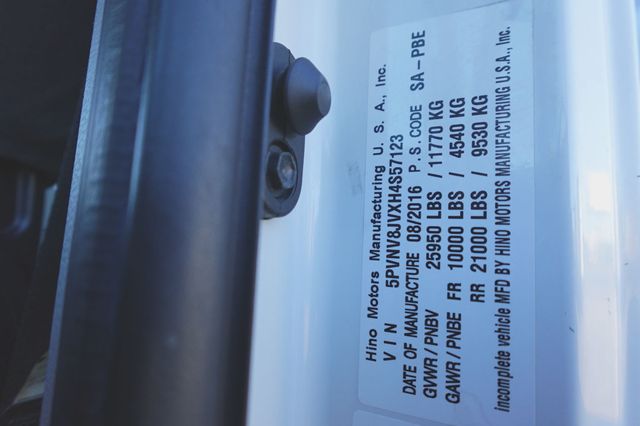 Hino Motors Manufacturing U. S. A., Inc.
VIN 5PVNV8JVXH4S57123
DATE OF MANUFACTURE 08/2016 P.S. CODE SA-PBE
GVWR/PNBV 25950 LBS / 11770 KG
GAWR/PNBE FR 10000 LBS / 4540 KG
RR 21000 LBS / 9530 KG
incomplete vehicle MFD BY HINO MOTORS MANUFACTURING U.S.A., Inc.